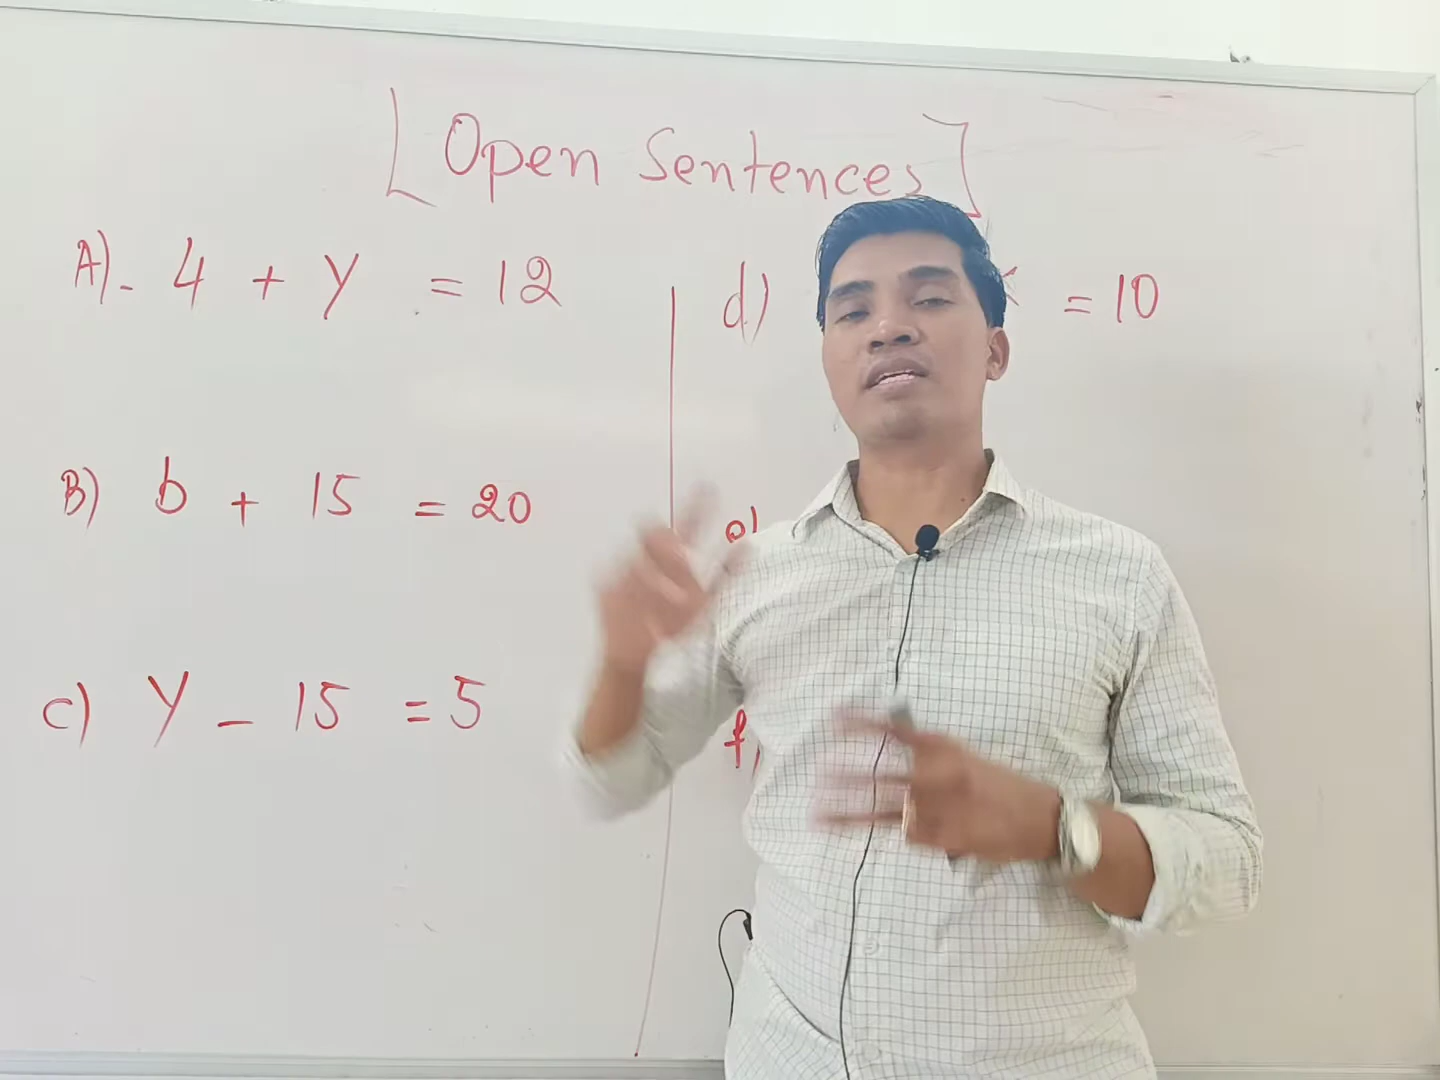 [Open Sentences]
A). 4 + y = 12
B) b + 15 = 20
C) y - 15 = 5
d) = 10
f)